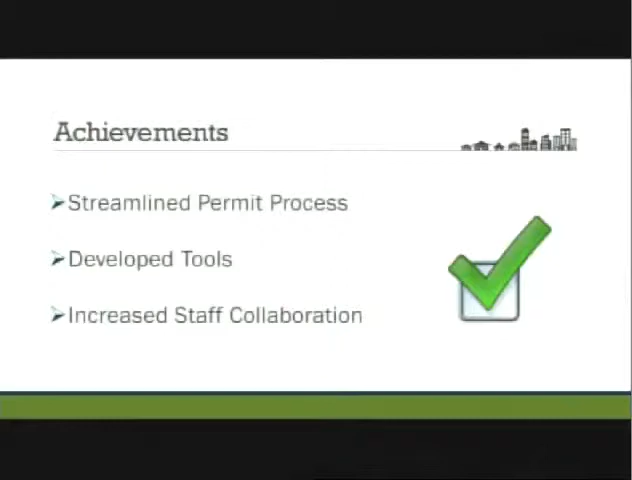 Achievements
Streamlined Permit Process
Developed Tools
Increased Staff Collaboration